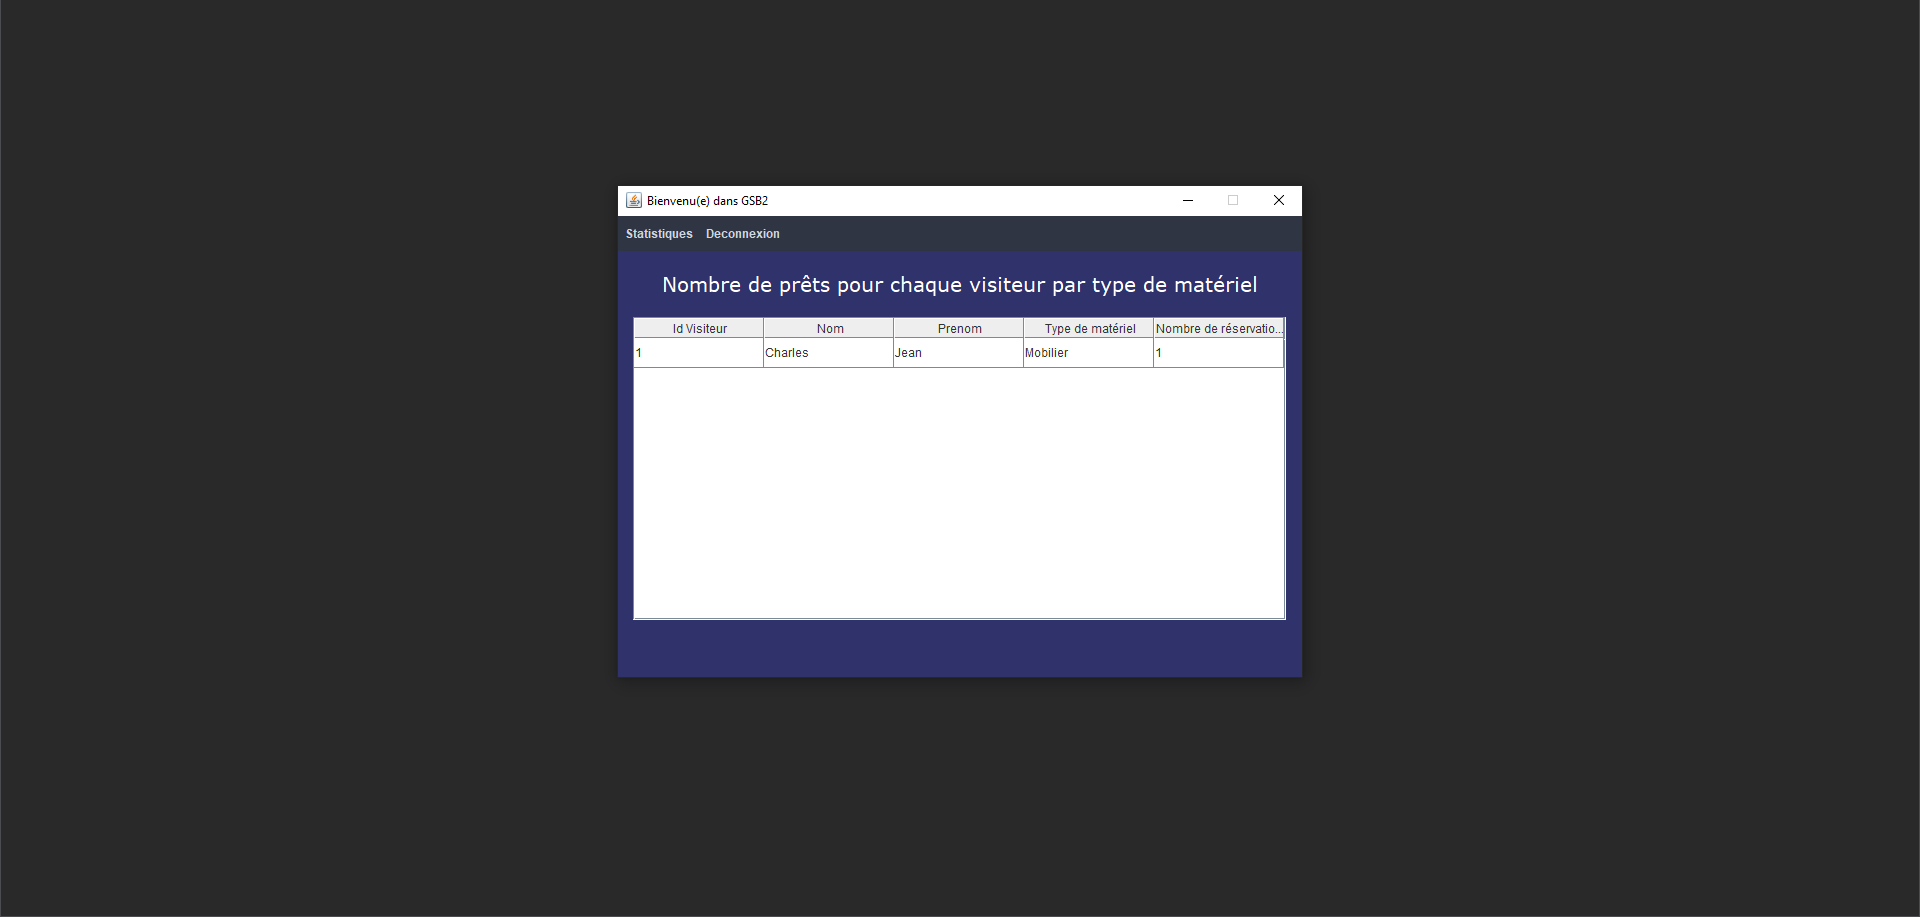 Bienvenu(e) dans GSB2
Statistiques Deconnexion
Nombre de prêts pour chaque visiteur par type de matériel
Id Visiteur Nom Prenom Type de matériel Nombre de réservatio...
1 Charles Jean Mobilier 1